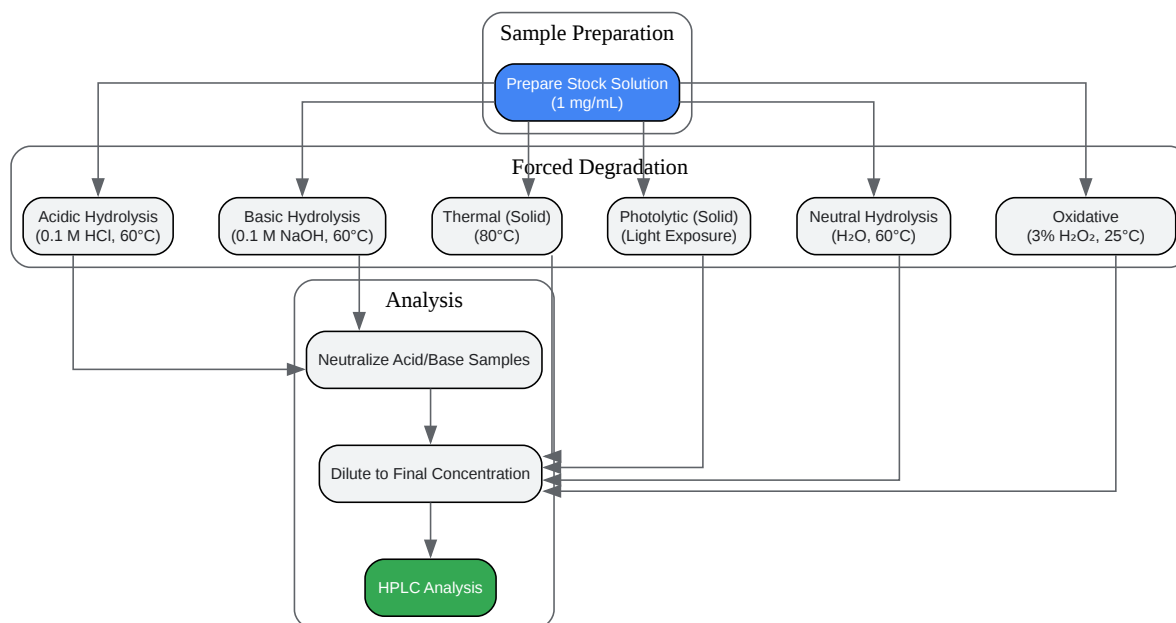 Sample Preparation
Prepare Stock Solution
(1 mg/mL)
Forced Degradation
Acidic Hydrolysis
(0.1 M HCl, 60°C)
Basic Hydrolysis
(0.1 M NaOH, 60°C)
Thermal (Solid)
(80°C)
Photolytic (Solid)
(Light Exposure)
Neutral Hydrolysis
(H₂O, 60°C)
Oxidative
(3% H₂O₂, 25°C)
Analysis
Neutralize Acid/Base Samples
Dilute to Final Concentration
HPLC Analysis